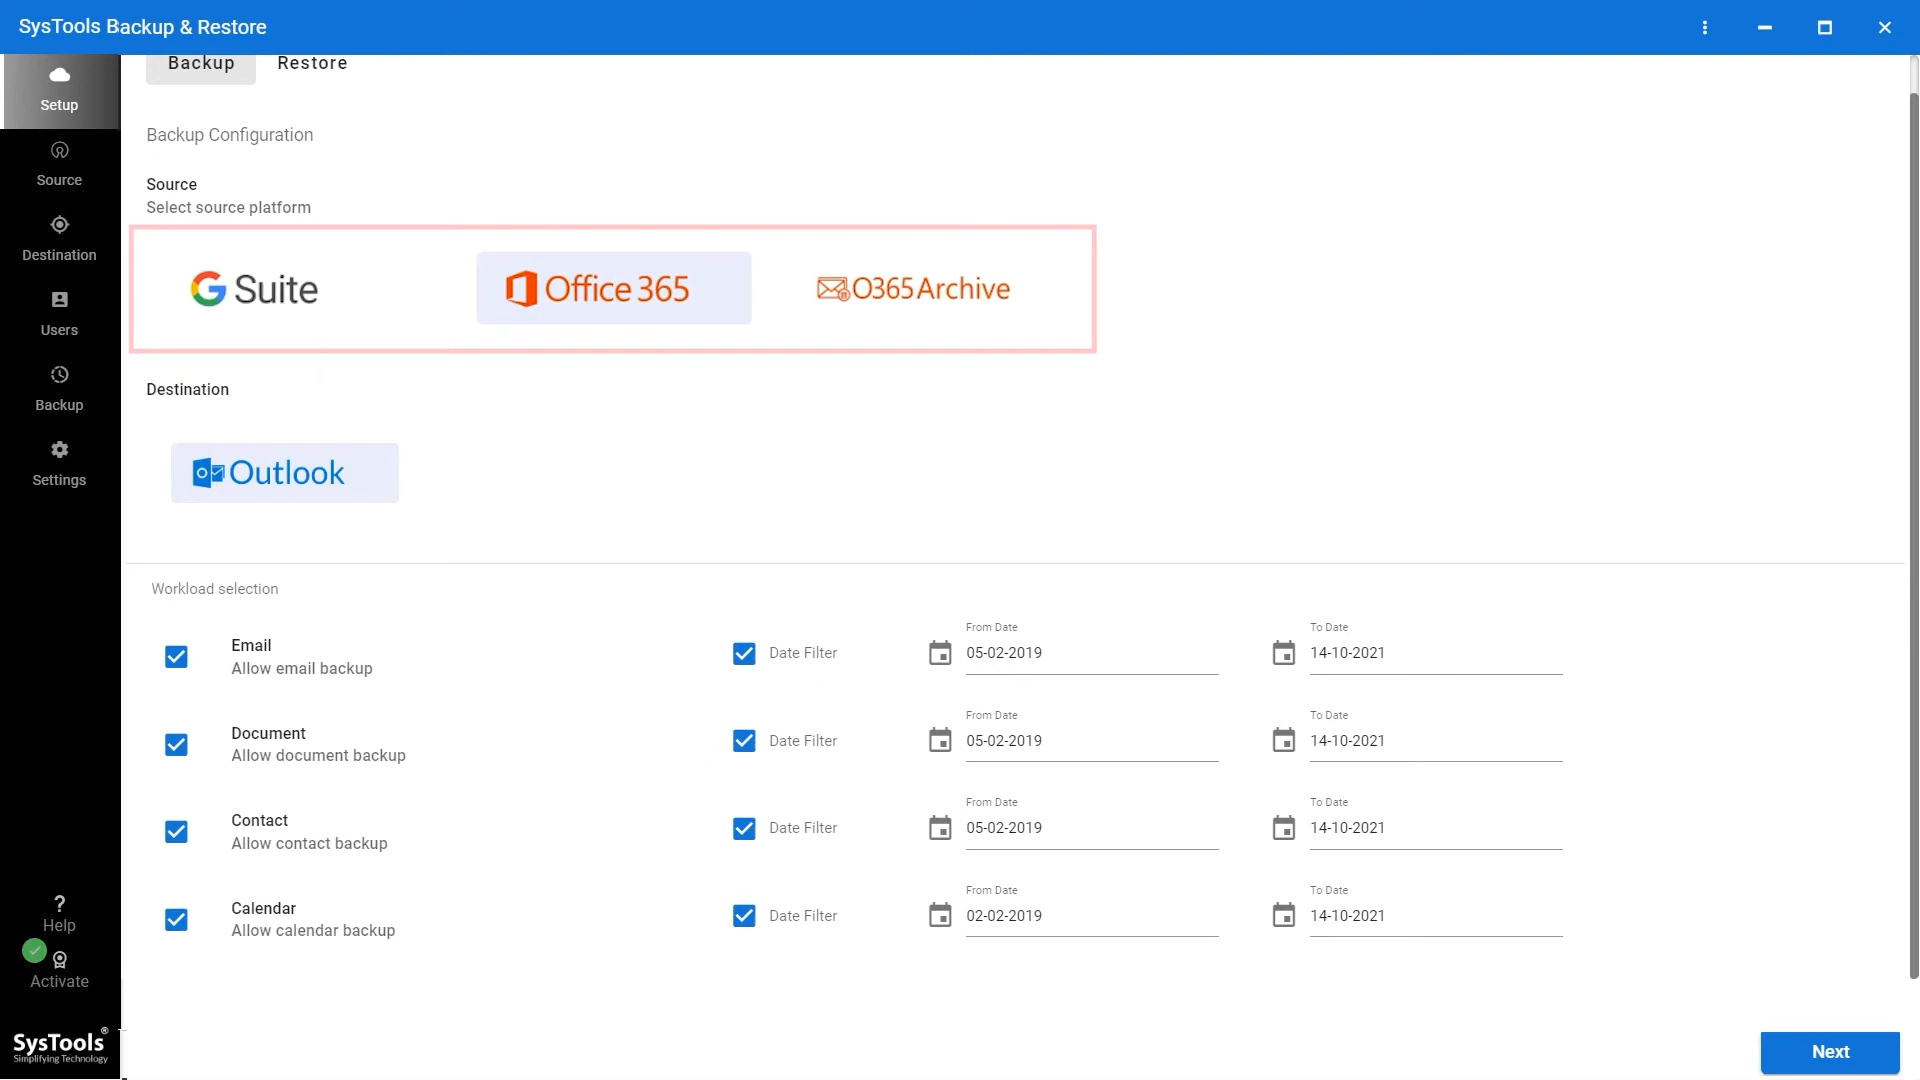 SysTools Backup & Restore
Backup Restore
Setup
Source
Destination
Users
Backup
Settings
Help
Activate
SysTools®
Simplifying Technology
Backup Configuration
Source
Select source platform
G Suite
Office 365
O365Archive
Destination
Outlook
Workload selection
Email
Allow email backup
Date Filter
From Date
05-02-2019
To Date
14-10-2021
Document
Allow document backup
Date Filter
From Date
05-02-2019
To Date
14-10-2021
Contact
Allow contact backup
Date Filter
From Date
05-02-2019
To Date
14-10-2021
Calendar
Allow calendar backup
Date Filter
From Date
02-02-2019
To Date
14-10-2021
Next